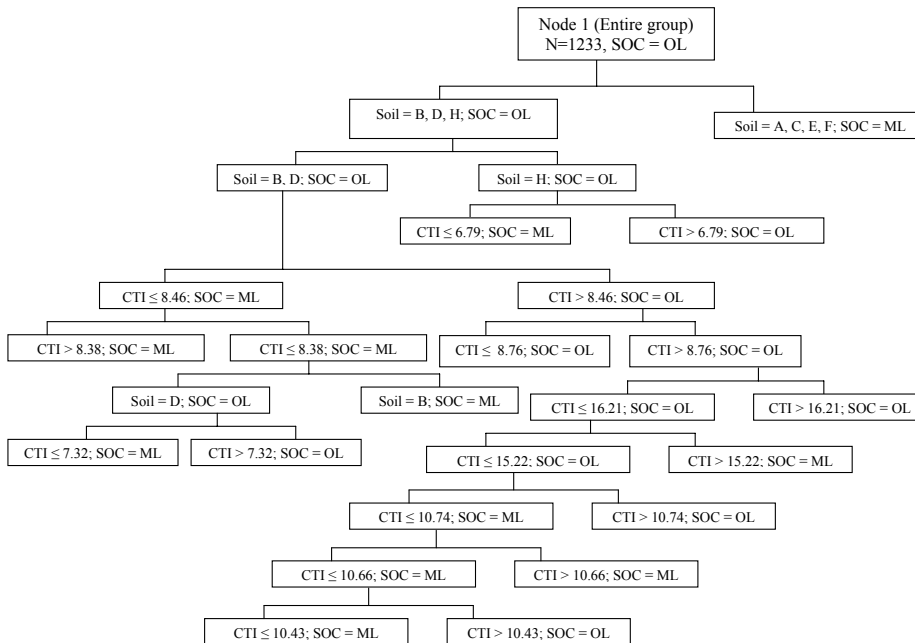 Node 1 (Entire group)
N=1233, SOC = OL
Soil = B, D, H; SOC = OL
Soil = A, C, E, F; SOC = ML
Soil = B, D; SOC = OL
Soil = H; SOC = OL
CTI ≤ 6.79; SOC = ML
CTI > 6.79; SOC = OL
CTI ≤ 8.46; SOC = ML
CTI > 8.46; SOC = OL
CTI > 8.38; SOC = ML
CTI ≤ 8.38; SOC = ML
CTI ≤ 8.76; SOC = OL
CTI > 8.76; SOC = OL
Soil = D; SOC = OL
Soil = B; SOC = ML
CTI ≤ 16.21; SOC = OL
CTI > 16.21; SOC = OL
CTI ≤ 7.32; SOC = ML
CTI > 7.32; SOC = OL
CTI ≤ 15.22; SOC = OL
CTI > 15.22; SOC = ML
CTI ≤ 10.74; SOC = ML
CTI > 10.74; SOC = OL
CTI ≤ 10.66; SOC = ML
CTI > 10.66; SOC = ML
CTI ≤ 10.43; SOC = ML
CTI > 10.43; SOC = OL